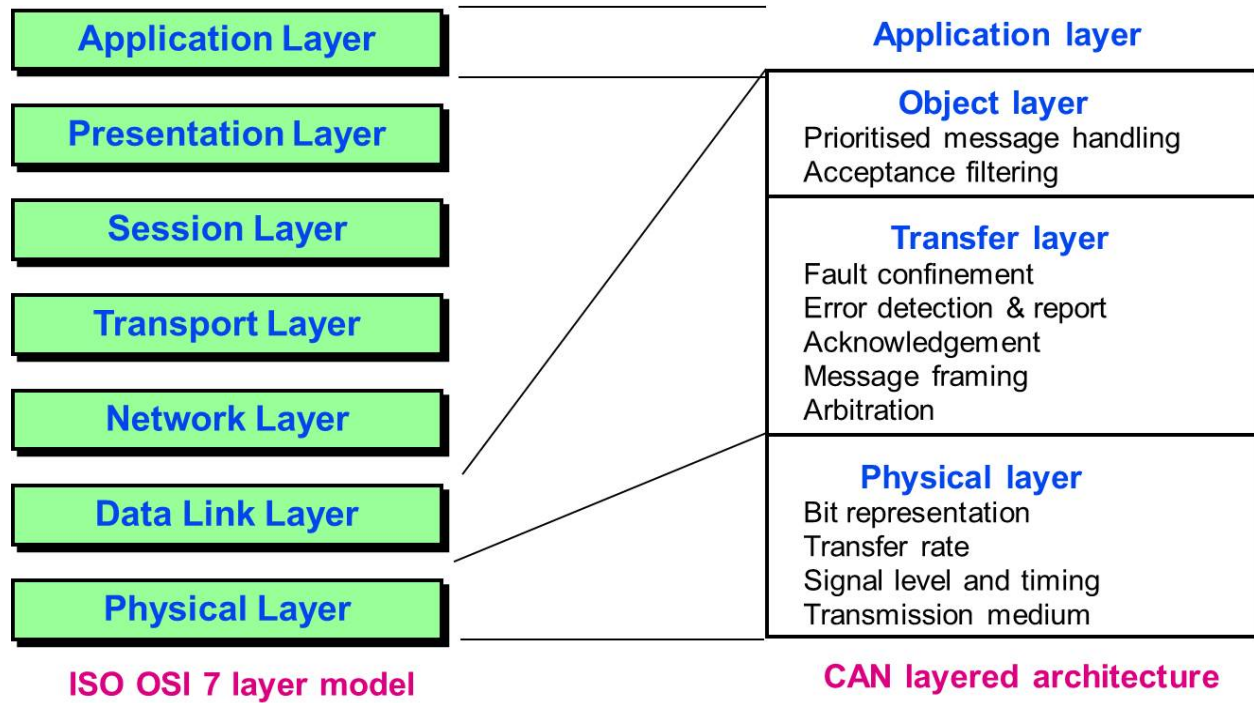 Application Layer
Presentation Layer
Session Layer
Transport Layer
Network Layer
Data Link Layer
Physical Layer
ISO OSI 7 layer model
Application layer
Object layer
Prioritised message handling
Acceptance filtering
Transfer layer
Fault confinement
Error detection & report
Acknowledgement
Message framing
Arbitration
Physical layer
Bit representation
Transfer rate
Signal level and timing
Transmission medium
CAN layered architecture